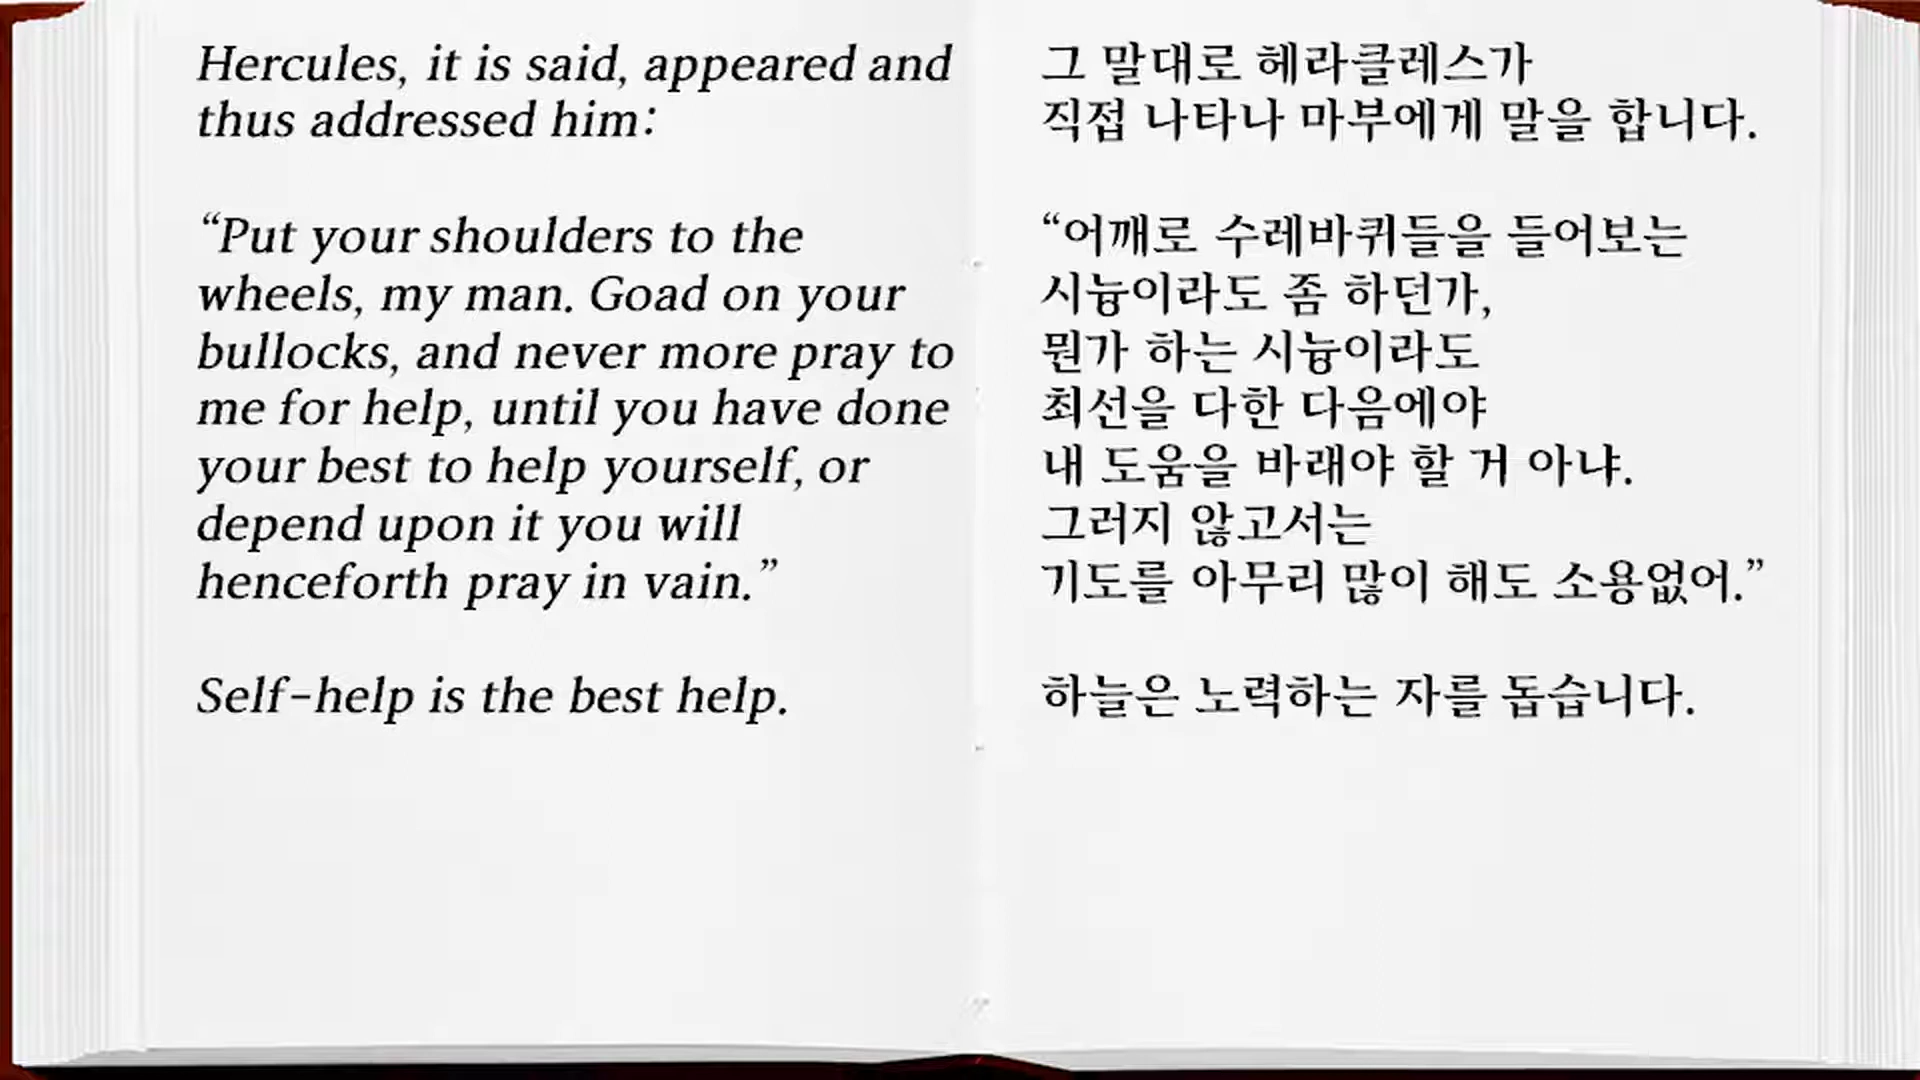 Hercules, it is said, appeared and
thus addressed him:
“Put your shoulders to the
wheels, my man. Goad on your
bullocks, and never more pray to
me for help, until you have done
your best to help yourself, or
depend upon it you will
henceforth pray in vain.”
Self-help is the best help.
그 말대로 헤라클레스가
직접 나타나 마부에게 말을 합니다.
“어깨로 수레바퀴들을 들어보는
시늉이라도 좀 하던가,
뭔가 하는 시늉이라도
최선을 다한 다음에야
내 도움을 바래야 할 거 아냐.
그러지 않고서는
기도를 아무리 많이 해도 소용없어.”
하늘은 노력하는 자를 돕습니다.